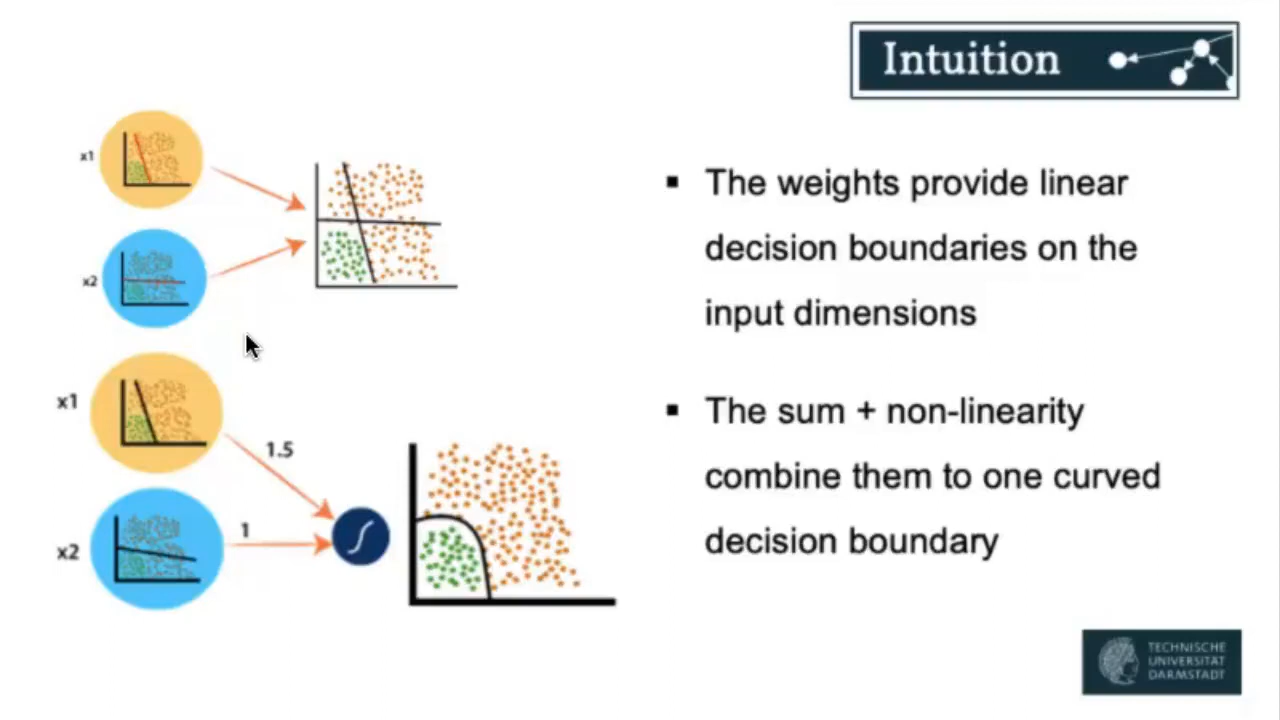 Intuition
x1
x2
x1
1.5
1
x2
▪ The weights provide linear
decision boundaries on the
input dimensions
▪ The sum + non-linearity
combine them to one curved
decision boundary
TECHNISCHE
UNIVERSITÄT
DARMSTADT